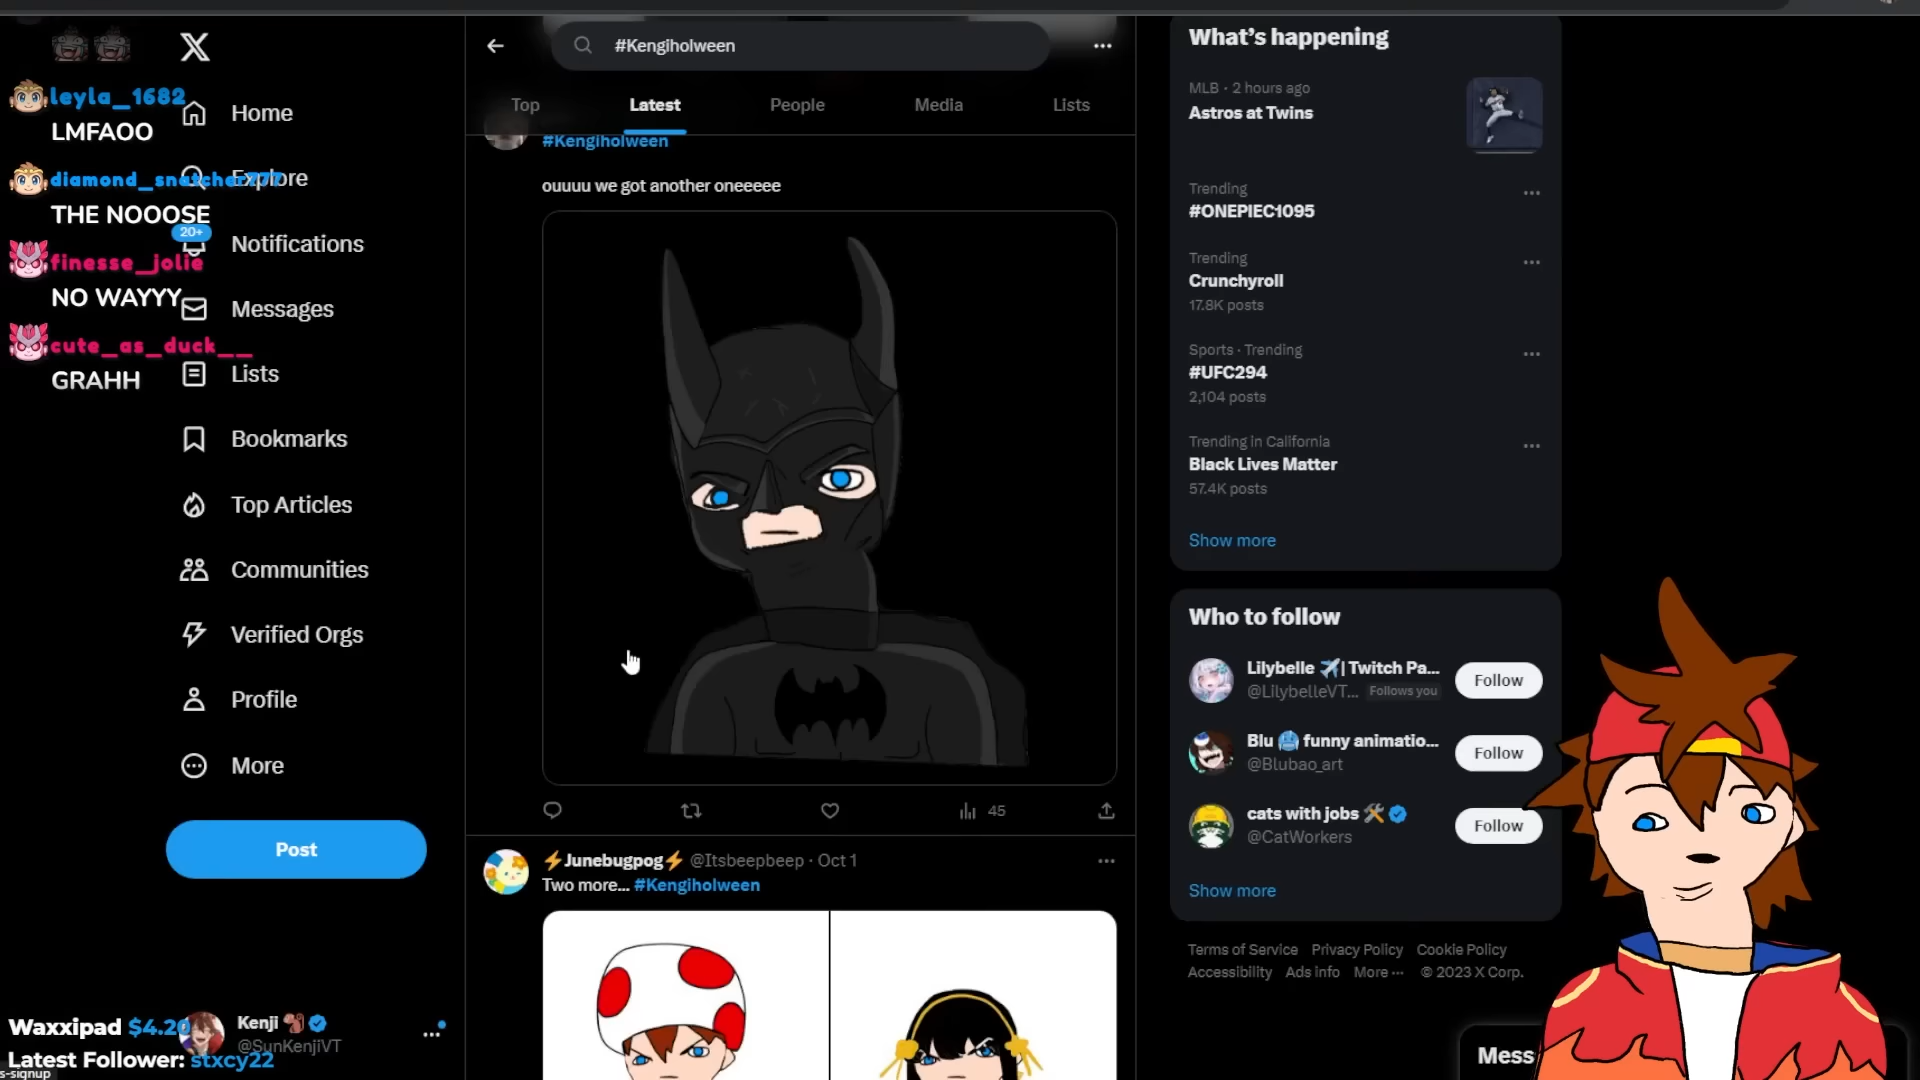 leyla_1682
LMFAOO
diamond_snatcher777
THE NOOOSE
finesse_jolie
NO WAYYY
cute_as_duck__
GRAHH
X
Home
Explore
20+
Notifications
Messages
Lists
Bookmarks
Top Articles
Communities
Verified Orgs
Profile
More
Post
Waxxipad $4.20
Latest Follower: stxcy22
s-signup
Kenji
@SunKenjiVT
#Kengiholween
Top
Latest
People
Media
Lists
#Kengiholween
ouuuu we got another oneeeee
45
⚡Junebugpog⚡ @Itsbeepbeep · Oct 1
Two more... #Kengiholween
What's happening
MLB · 2 hours ago
Astros at Twins
Trending
#ONEPIEC1095
Trending
Crunchyroll
17.8K posts
Sports · Trending
#UFC294
2,104 posts
Trending in California
Black Lives Matter
57.4K posts
Show more
Who to follow
Lilybelle ✈️| Twitch Pa...
@LilybelleVT... Follows you
Follow
Blu 🥶 funny animatio...
@Blubao_art
Follow
cats with jobs 🛠
@CatWorkers
Follow
Show more
Terms of Service Privacy Policy Cookie Policy
Accessibility Ads info More ··· © 2023 X Corp.
Mess